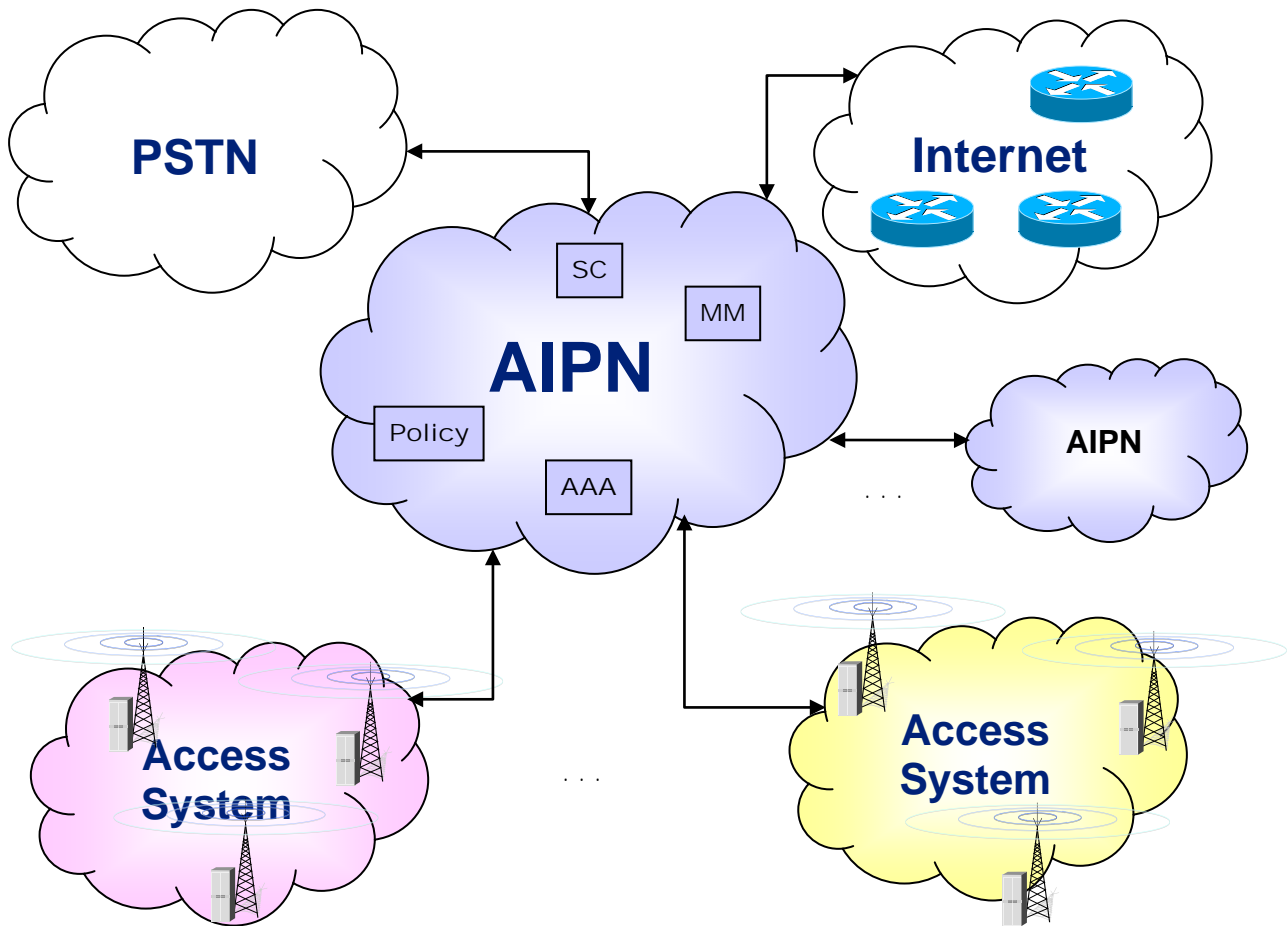 PSTN
Internet
SC
MM
AIPN
Policy
AAA
AIPN
. . .
Access
System
. . .
Access
System